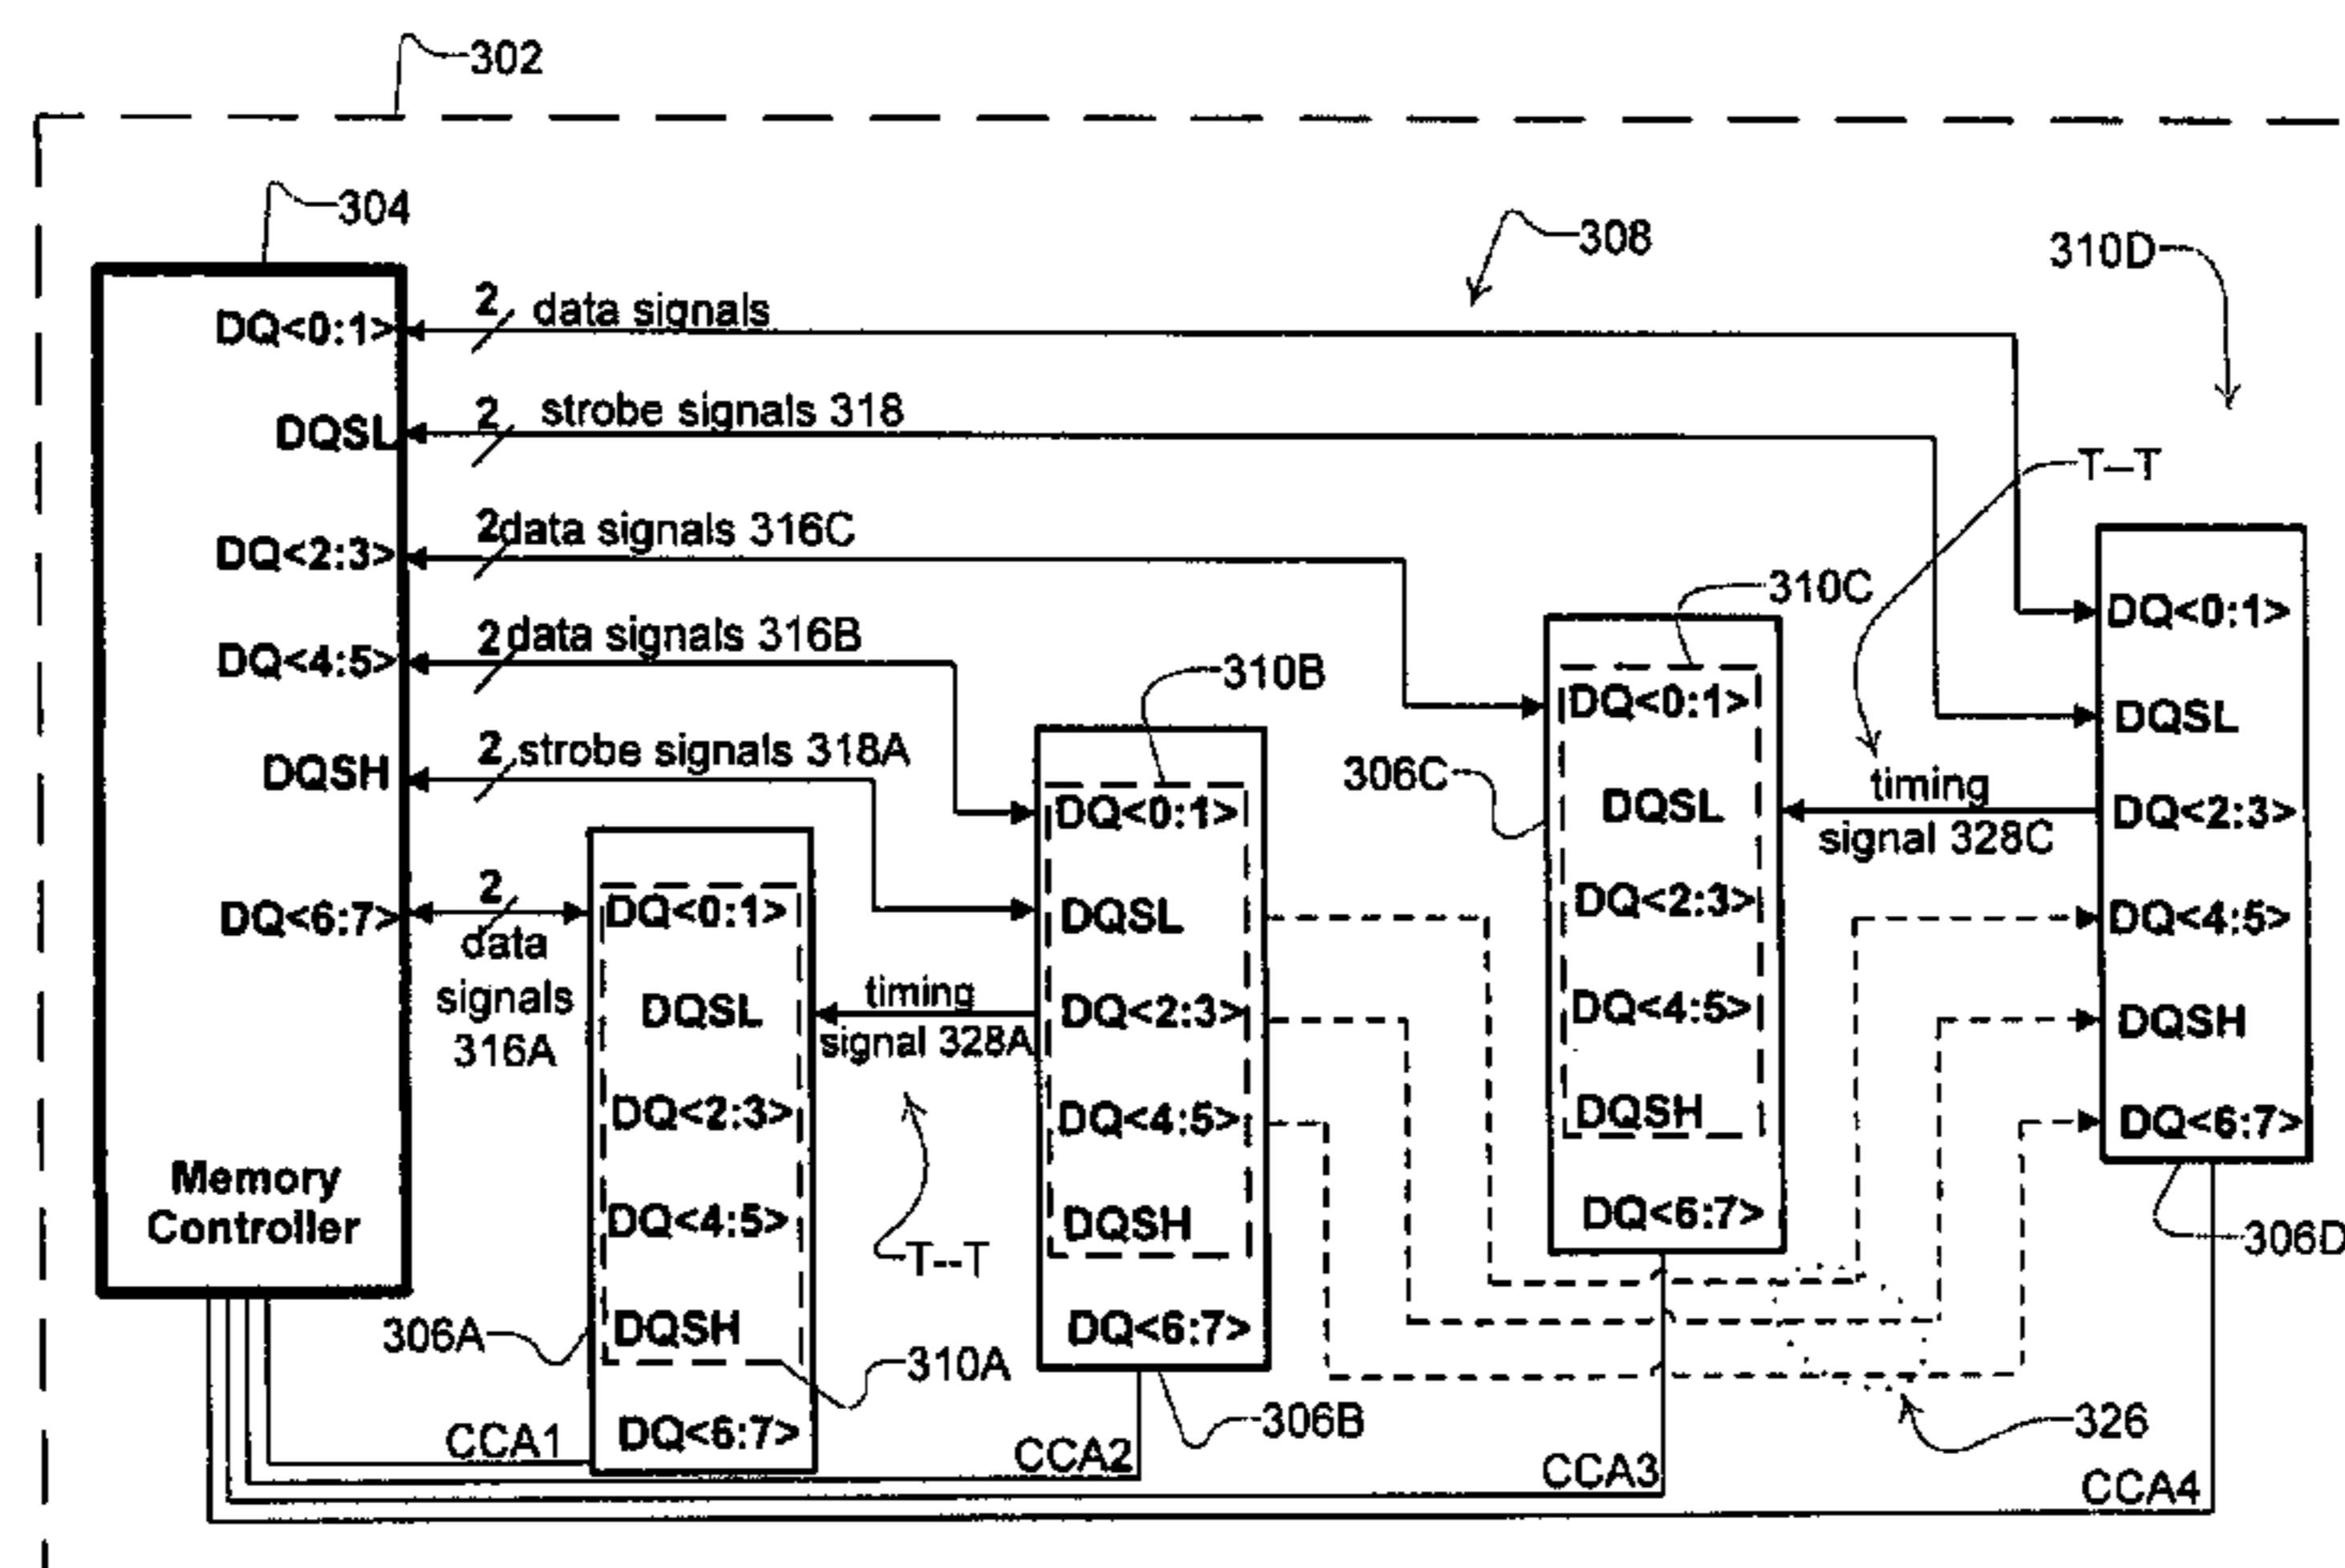 302
304
308
310D
DQ<0:1>
2
data signals
DQSL
2
strobe signals 318
T--T
DQ<2:3>
2
data signals 316C
310C
DQ<0:1>
DQ<4:5>
2
data signals 316B
310B
DQ<0:1>
DQSL
DQSH
2
strobe signals 318A
306C
DQ<0:1>
DQSL
timing
signal 328C
DQ<2:3>
DQ<6:7>
2
data
signals
316A
DQ<0:1>
DQSL
DQ<2:3>
DQ<4:5>
DQSL
timing
signal 328A
DQ<2:3>
DQ<4:5>
DQSH
DQ<2:3>
DQ<4:5>
DQSH
DQ<6:7>
Memory
Controller
DQ<4:5>
DQSH
DQ<6:7>
306D
T--T
306A
DQSH
310A
DQ<6:7>
306B
326
CCA1
DQ<6:7>
CCA2
CCA3
CCA4